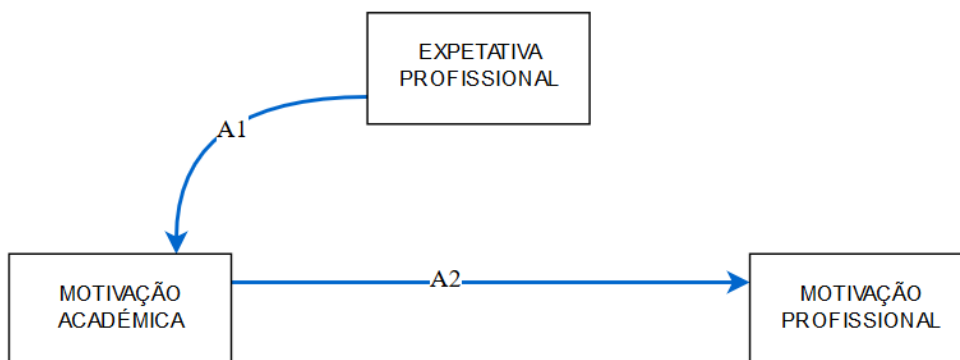 EXPETATIVA
PROFISSIONAL
A1
A2
MOTIVAÇÃO
ACADÉMICA
MOTIVAÇÃO
PROFISSIONAL